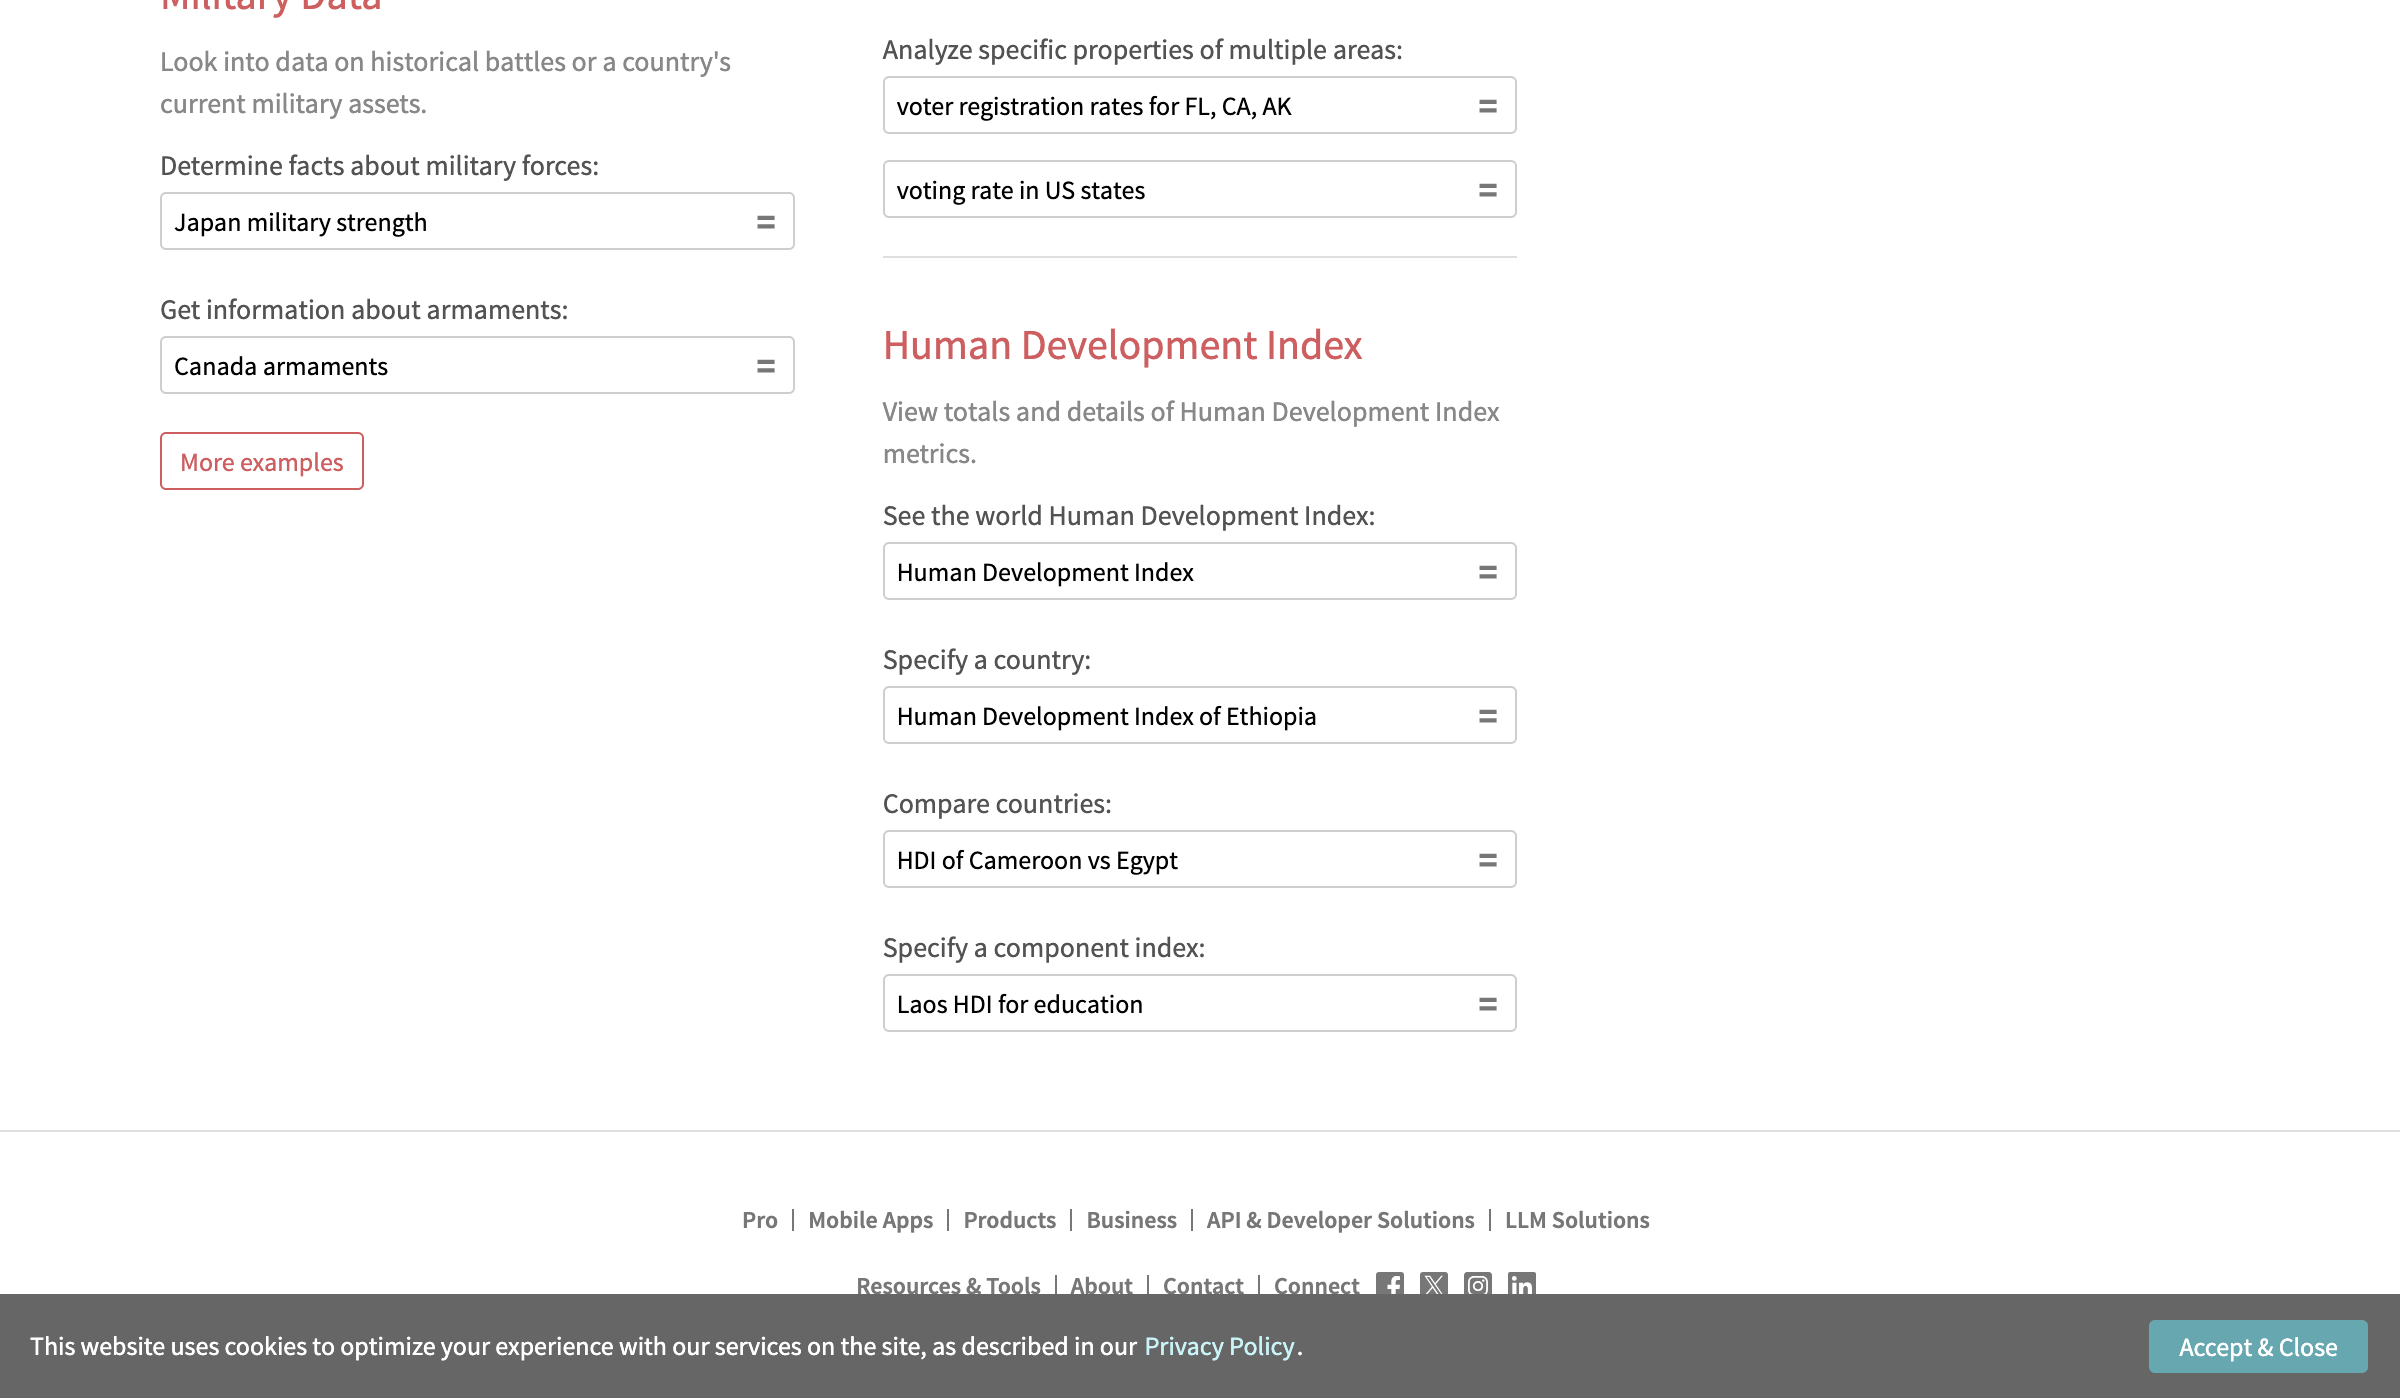 Military Data
Look into data on historical battles or a country's
current military assets.
Determine facts about military forces:
Japan military strength
Get information about armaments:
Canada armaments
More examples
Analyze specific properties of multiple areas:
voter registration rates for FL, CA, AK
voting rate in US states
Human Development Index
View totals and details of Human Development Index
metrics.
See the world Human Development Index:
Human Development Index
Specify a country:
Human Development Index of Ethiopia
Compare countries:
HDI of Cameroon vs Egypt
Specify a component index:
Laos HDI for education
Pro | Mobile Apps | Products | Business | API & Developer Solutions | LLM Solutions
Resources & Tools | About | Contact | Connect
This website uses cookies to optimize your experience with our services on the site, as described in our Privacy Policy.
Accept & Close